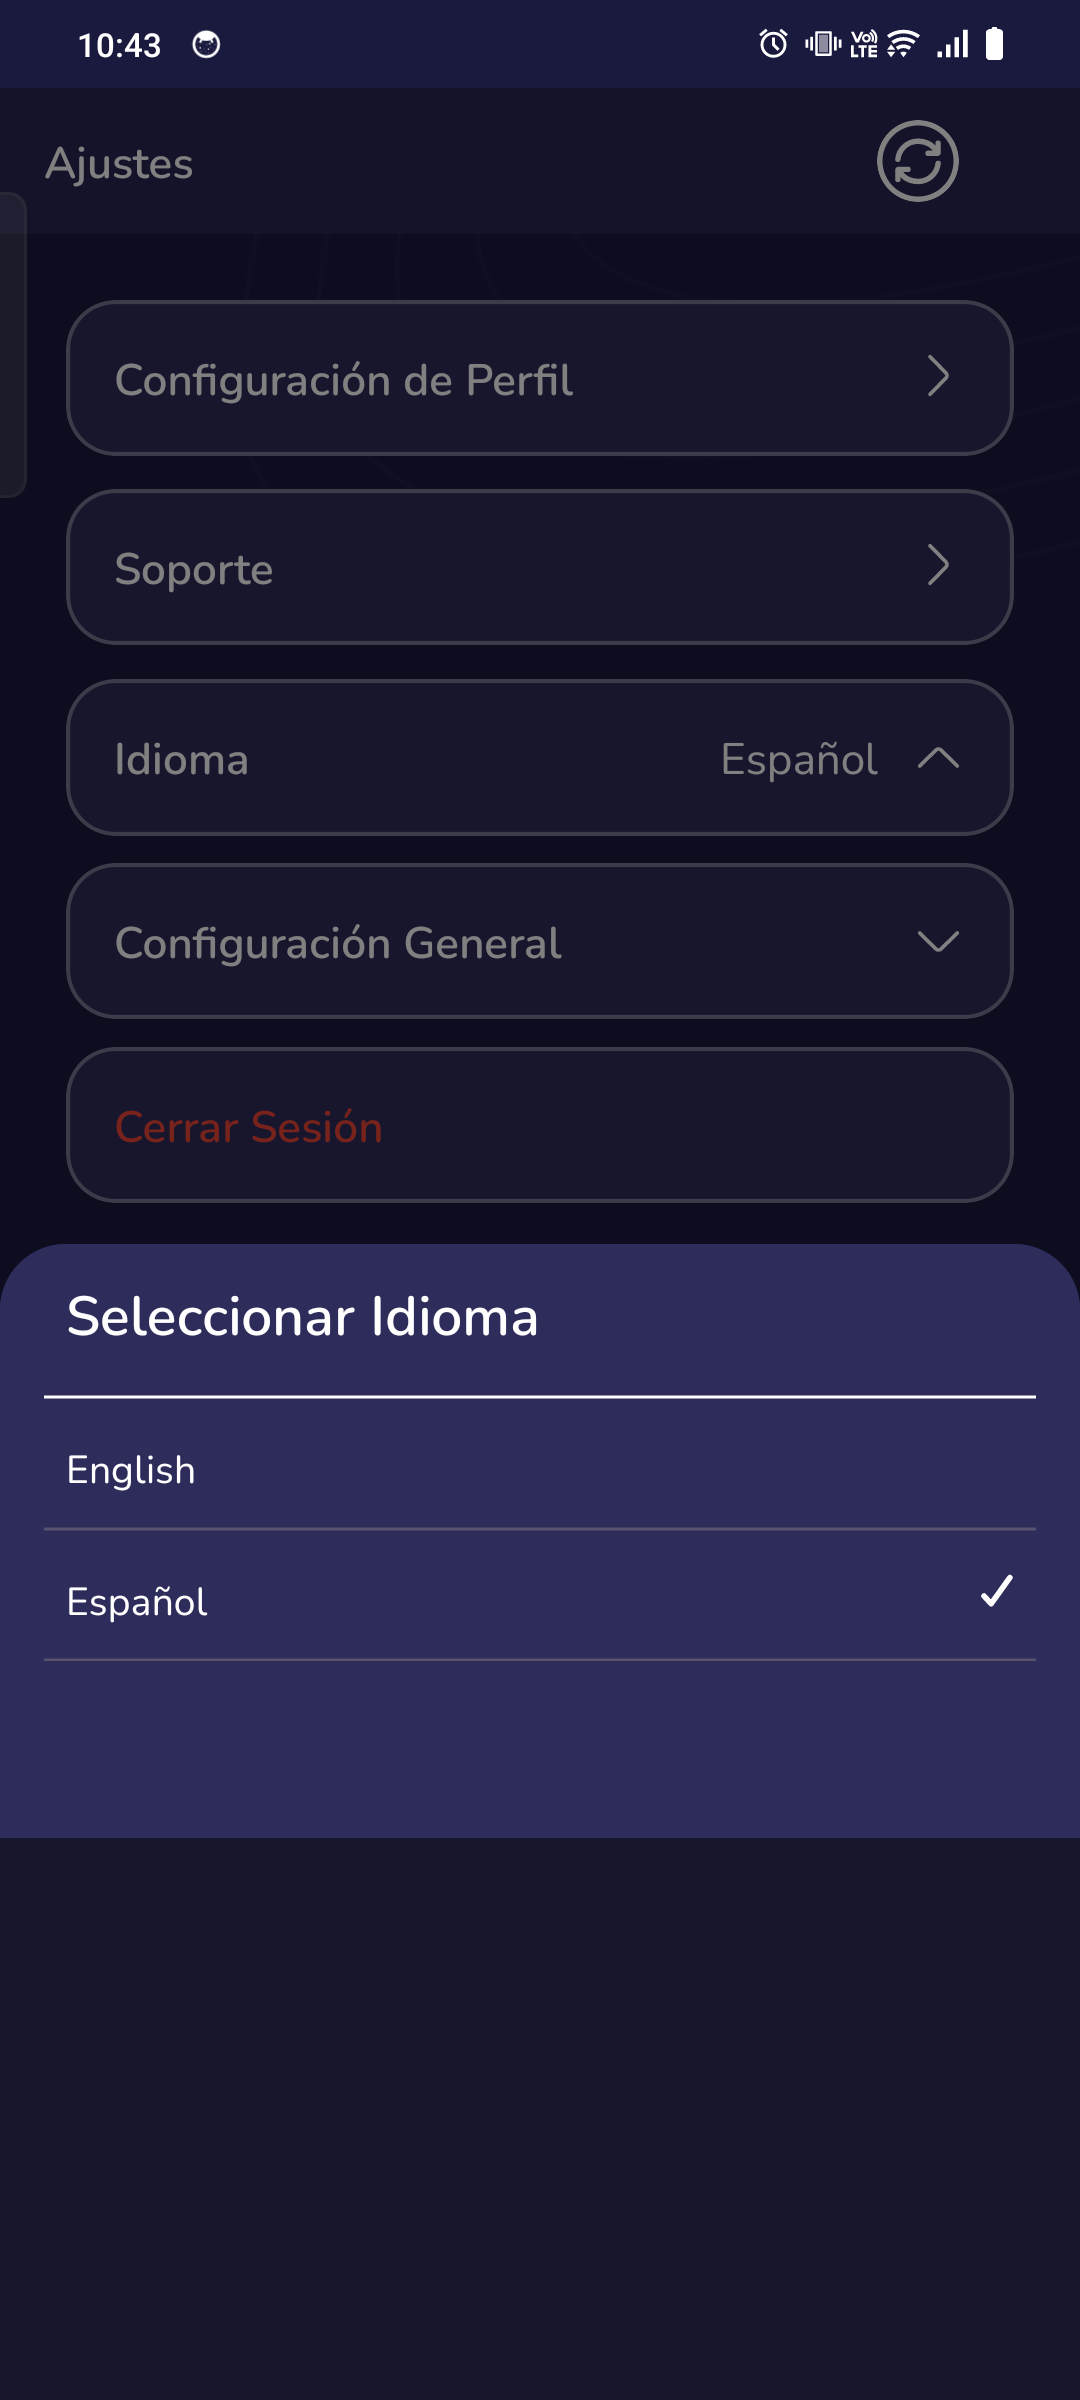 10:43
Vo LTE
Ajustes
Configuración de Perfil
Soporte
Idioma Español
Configuración General
Cerrar Sesión
Seleccionar Idioma
English
Español